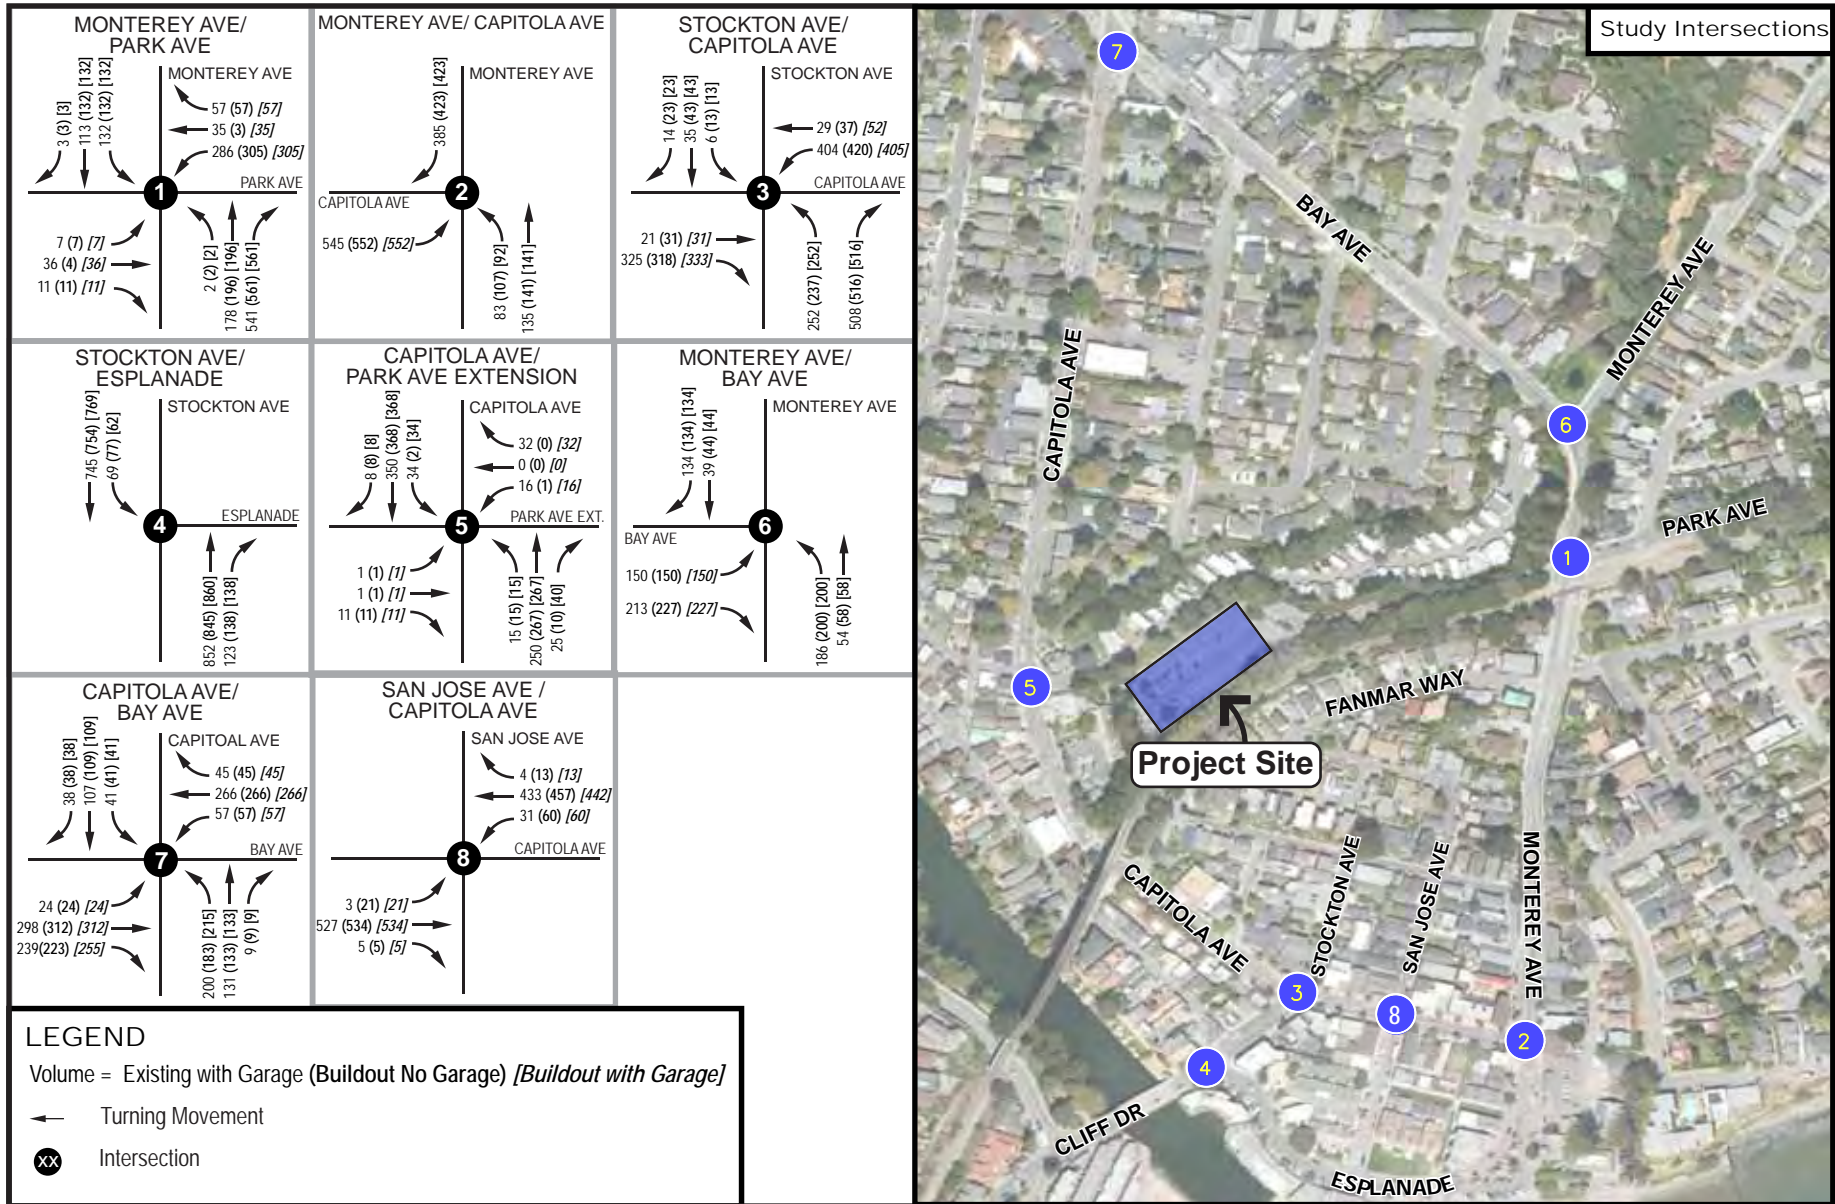 MONTEREY AVE/
PARK AVE
3 (3) [3]
113 (132) [132]
132 (132) [132]
MONTEREY AVE
57 (57) [57]
35 (3) [35]
286 (305) [305]
1
PARK AVE
7 (7) [7]
36 (4) [36]
11 (11) [11]
2 (2) [2]
178 (196) [196]
541 (561) [561]
MONTEREY AVE/ CAPITOLA AVE
385 (423) [423]
MONTEREY AVE
2
CAPITOLA AVE
545 (552) [552]
83 (107) [92]
135 (141) [141]
STOCKTON AVE/
CAPITOLA AVE
14 (23) [23]
35 (43) [43]
6 (13) [13]
STOCKTON AVE
29 (37) [52]
404 (420) [405]
3
CAPITOLA AVE
21 (31) [31]
325 (318) [333]
252 (237) [252]
508 (516) [516]
STOCKTON AVE/
ESPLANADE
745 (754) [769]
69 (77) [62]
STOCKTON AVE
4
ESPLANADE
852 (845) [860]
123 (138) [138]
CAPITOLA AVE/
PARK AVE EXTENSION
8 (8) [8]
350 (368) [368]
34 (2) [34]
CAPITOLA AVE
32 (0) [32]
0 (0) [0]
16 (1) [16]
5
PARK AVE EXT.
1 (1) [1]
1 (1) [1]
11 (11) [11]
15 (15) [15]
250 (267) [267]
25 (10) [40]
MONTEREY AVE/
BAY AVE
134 (134) [134]
39 (44) [44]
MONTEREY AVE
6
BAY AVE
150 (150) [150]
213 (227) [227]
186 (200) [200]
54 (58) [58]
CAPITOLA AVE/
BAY AVE
38 (38) [38]
107 (109) [109]
41 (41) [41]
CAPITOAL AVE
45 (45) [45]
266 (266) [266]
57 (57) [57]
7
BAY AVE
24 (24) [24]
298 (312) [312]
239(223) [255]
200 (183) [215]
131 (133) [133]
9 (9) [9]
SAN JOSE AVE /
CAPITOLA AVE
SAN JOSE AVE
4 (13) [13]
433 (457) [442]
31 (60) [60]
8
CAPITOLA AVE
3 (21) [21]
527 (534) [534]
5 (5) [5]
LEGEND
Volume = Existing with Garage (Buildout No Garage) [Buildout with Garage]
Turning Movement
XX
Intersection
Study Intersections
7
BAY AVE
MONTEREY AVE
CAPITOLA AVE
6
PARK AVE
1
5
FANMAR WAY
Project Site
CAPITOLA AVE
STOCKTON AVE
SAN JOSE AVE
MONTEREY AVE
3
8
2
4
CLIFF DR
ESPLANADE